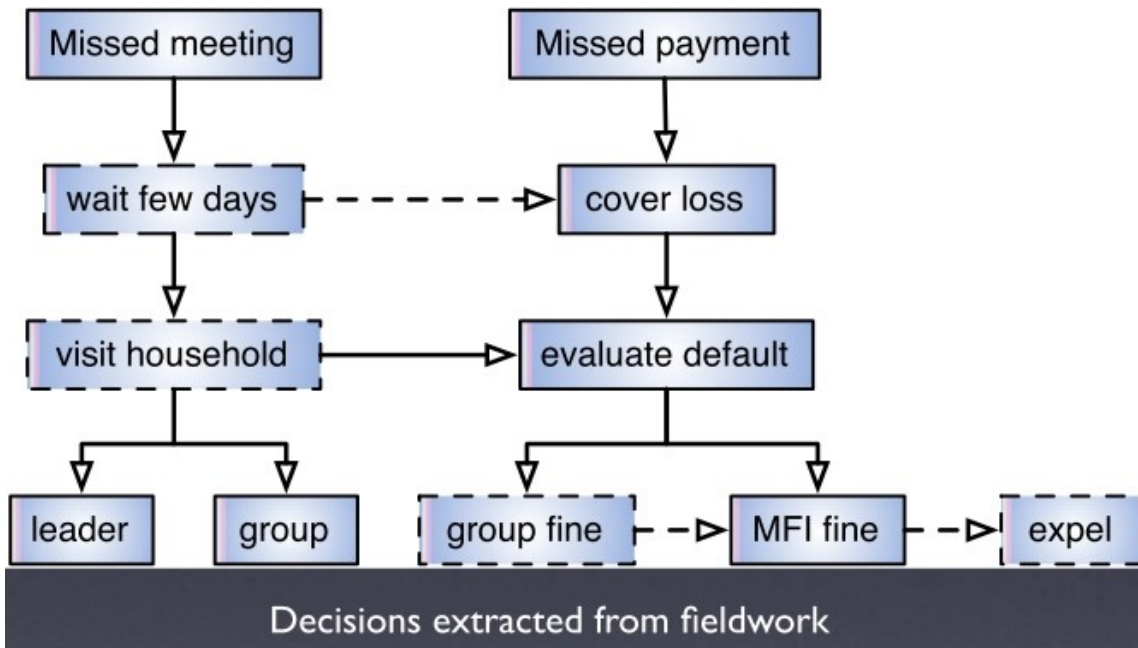 Missed meeting
Missed payment
wait few days
cover loss
visit household
evaluate default
leader
group
group fine
MFI fine
expel
Decisions extracted from fieldwork